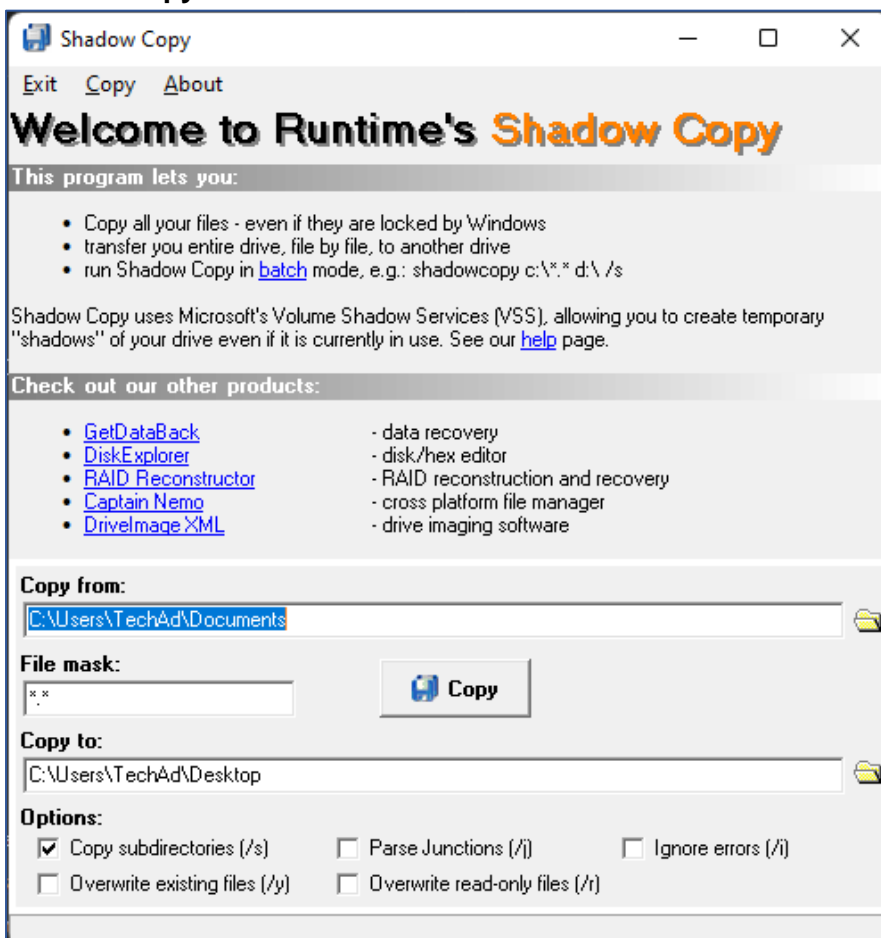 Shadow Copy
Exit Copy About
Welcome to Runtime's Shadow Copy
This program lets you:
• Copy all your files - even if they are locked by Windows
• transfer you entire drive, file by file, to another drive
• run Shadow Copy in batch mode, e.g.: shadowcopy c:\*.* d:\ /s
Shadow Copy uses Microsoft's Volume Shadow Services (VSS), allowing you to create temporary
"shadows" of your drive even if it is currently in use. See our help page.
Check out our other products:
• GetDataBack - data recovery
• DiskExplorer - disk/hex editor
• RAID Reconstructor - RAID reconstruction and recovery
• Captain Nemo - cross platform file manager
• DriveImage XML - drive imaging software
Copy from:
C:\Users\TechAd\Documents
File mask:
*.*
Copy
Copy to:
C:\Users\TechAd\Desktop
Options:
Copy subdirectories (/s) Parse Junctions (/j) Ignore errors (/i)
Overwrite existing files (/y) Overwrite read-only files (/r)